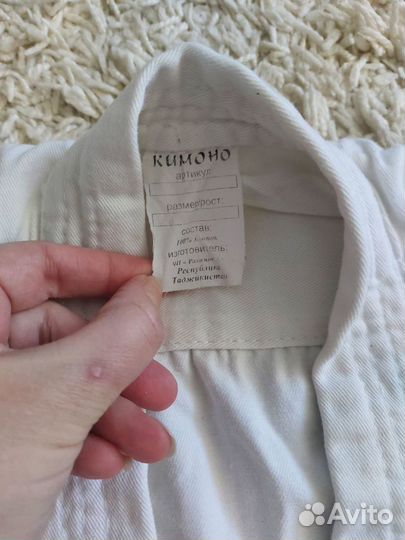 кимоно
артикул:
размер/рост:
состав:
100% Хлопок
изготовитель:
Республика
Таджикистан
Avito